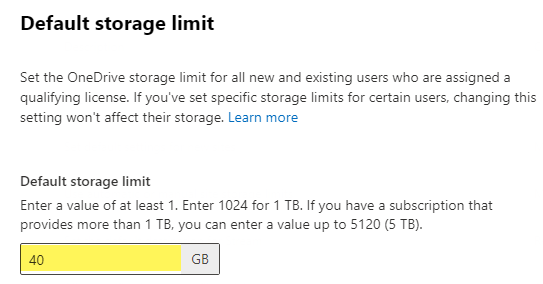 Default storage limit
Set the OneDrive storage limit for all new and existing users who are assigned a
qualifying license. If you've set specific storage limits for certain users, changing this
setting won't affect their storage. Learn more
Default storage limit
Enter a value of at least 1. Enter 1024 for 1 TB. If you have a subscription that
provides more than 1 TB, you can enter a value up to 5120 (5 TB).
40 GB